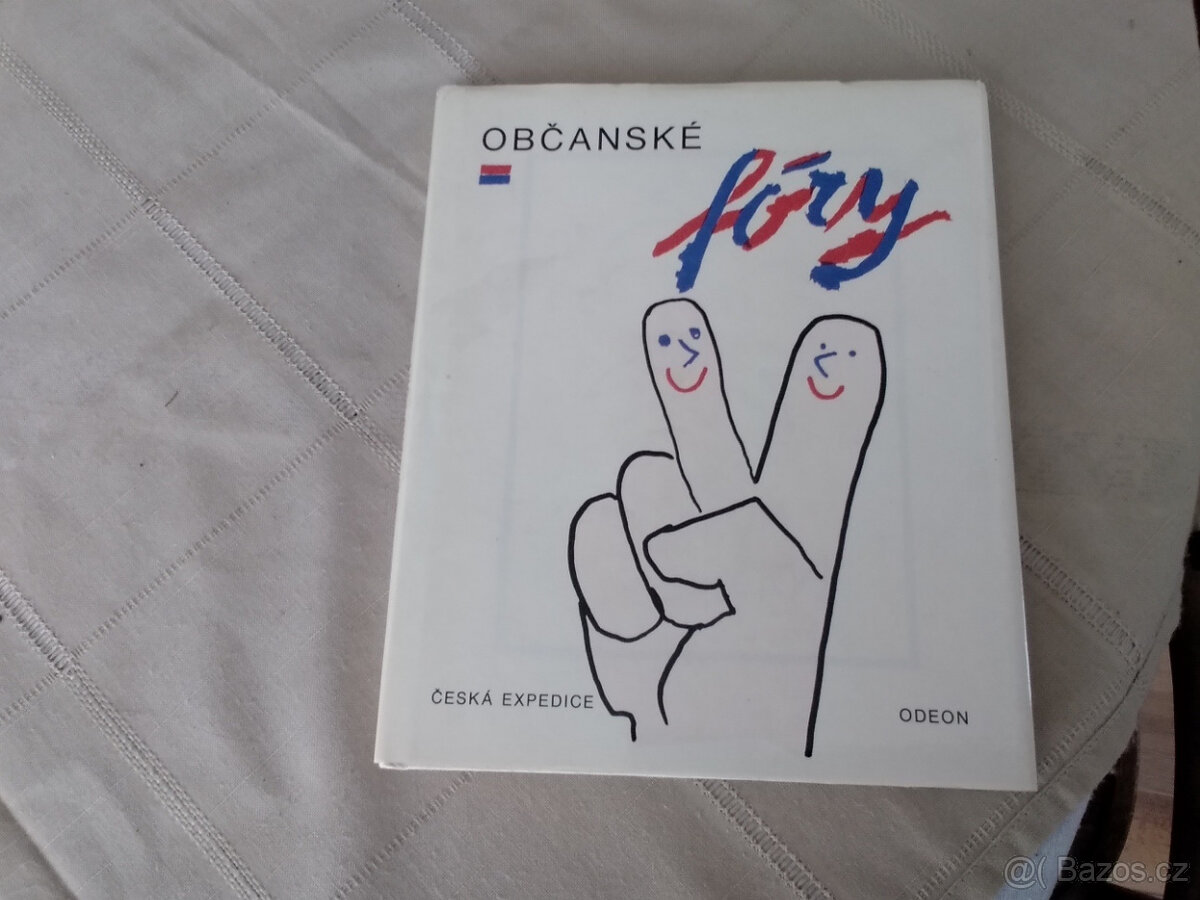 OBČANSKÉ
fóry
ČESKÁ EXPEDICE
ODEON
@( Bazos.cz